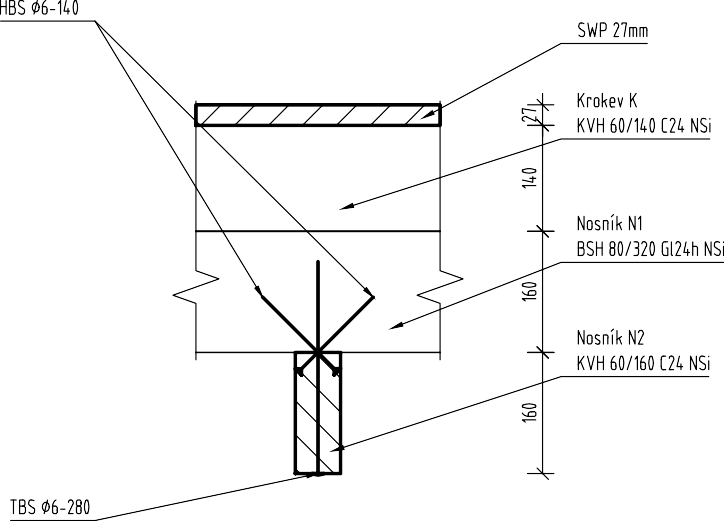 HBS ϕ6-140
SWP 27mm
27
Krokev K
KVH 60/140 C24 NSi
140
Nosník N1
BSH 80/320 Gl24h NSi
160
Nosník N2
KVH 60/160 C24 NSi
160
TBS ϕ6-280